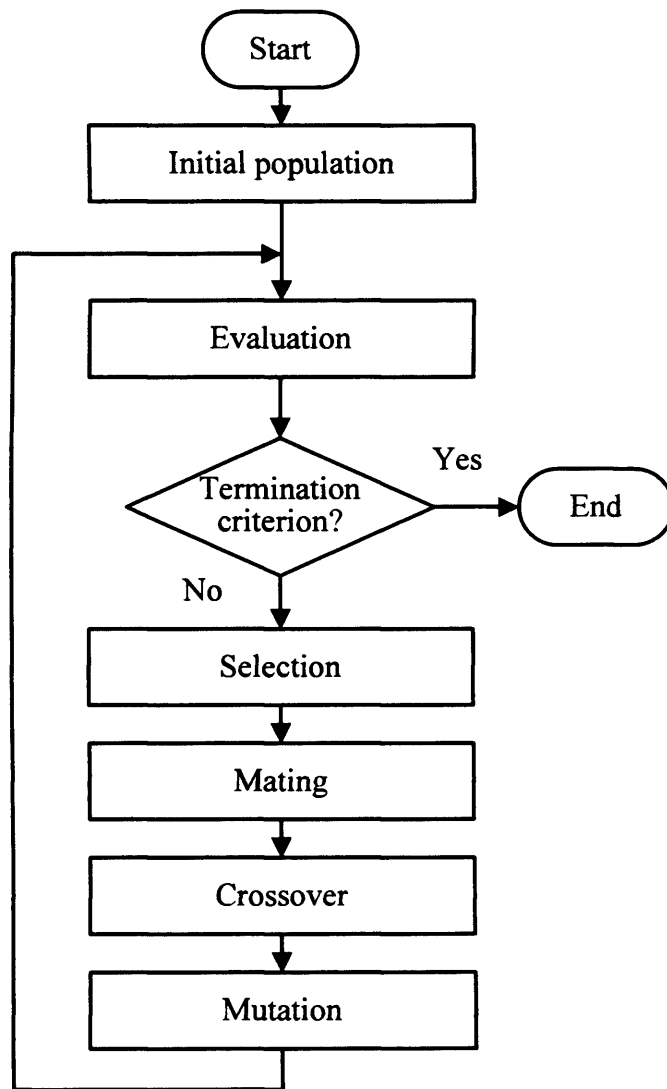 Start
Initial population
Evaluation
Termination
criterion?
Yes
End
No
Selection
Mating
Crossover
Mutation